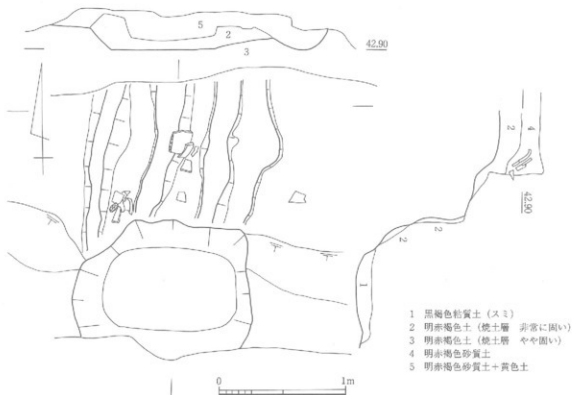 5
2
3
42.90
2
4
42.90
2
2
1
1 黒褐色粘質土（スミ）
2 明赤褐色土（焼土層　非常に固い）
3 明赤褐色土（焼土層　やや固い）
4 明赤褐色砂質土
5 明赤褐色砂質土＋黄色土
0 1m